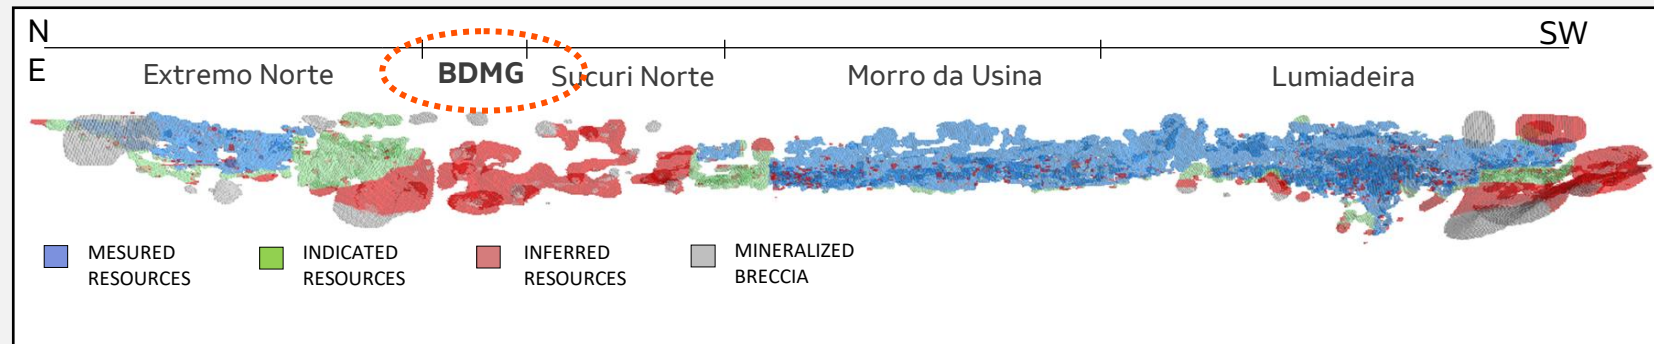 N
SW
E
Extremo Norte
BDMG
Sucuri Norte
Morro da Usina
Lumiadeira
MESURED
RESOURCES
INDICATED
RESOURCES
INFERRED
RESOURCES
MINERALIZED
BRECCIA